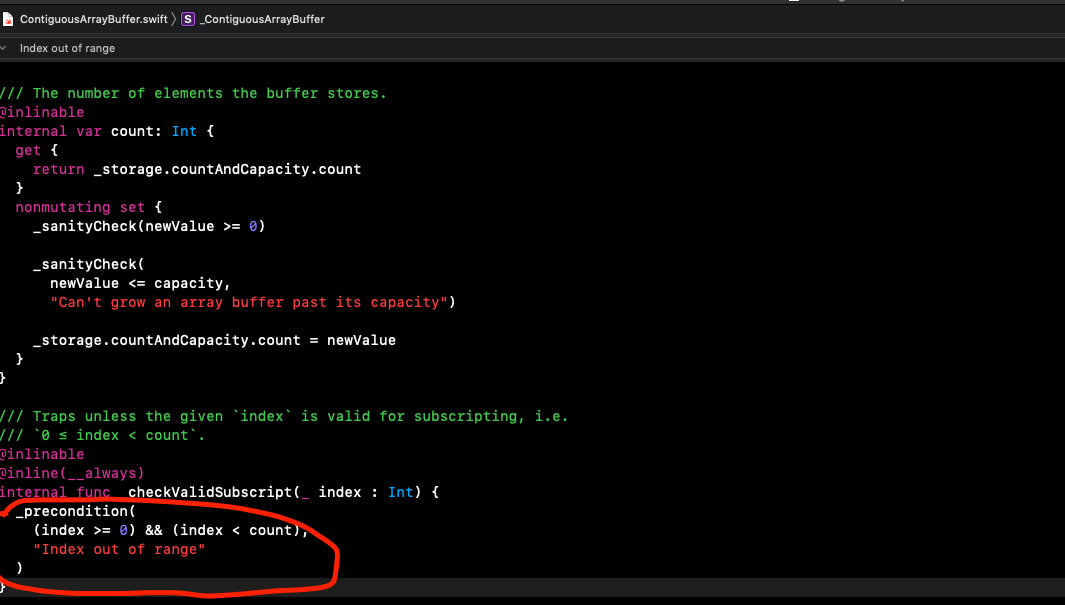 ContiguousArrayBuffer.swift 〉 S _ContiguousArrayBuffer
Index out of range
/// The number of elements the buffer stores.
@inlinable
internal var count: Int {
get {
return _storage.countAndCapacity.count
}
nonmutating set {
_sanityCheck(newValue >= 0)
_sanityCheck(
newValue <= capacity,
"Can't grow an array buffer past its capacity")
_storage.countAndCapacity.count = newValue
}
}
/// Traps unless the given `index` is valid for subscripting, i.e.
/// `0 ≤ index < count`.
@inlinable
@inline(__always)
internal func _checkValidSubscript(_ index : Int) {
_precondition(
(index >= 0) && (index < count),
"Index out of range"
)
}